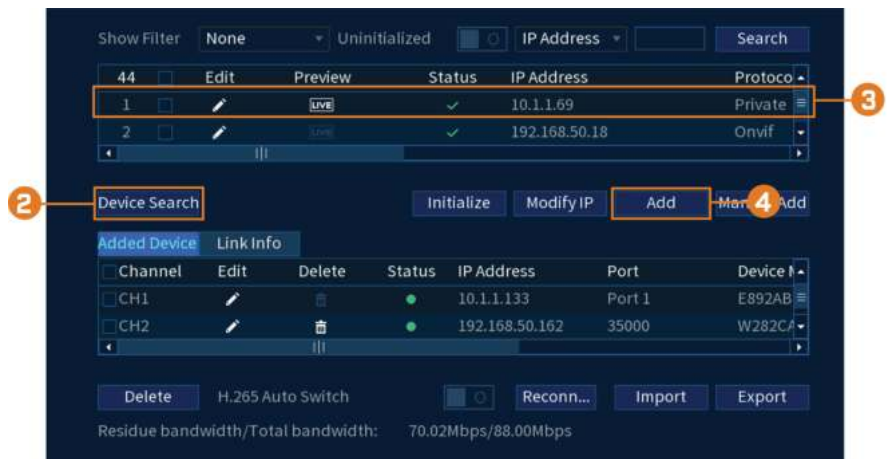 Show Filter None Uninitialized IP Address Search
44 Edit Preview Status IP Address Protoco
1 LIVE 10.1.1.69 Private
3
2 LIVE 192.168.50.18 Onvif
2
Device Search Initialize Modify IP Add 4 Add
Added Device Link Info
Channel Edit Delete Status IP Address Port Device
CH1 10.1.1.133 Port 1 E892AB
CH2 192.168.50.162 35000 W282CA
Delete H.265 Auto Switch Reconn... Import Export
Residue bandwidth/Total bandwidth: 70.02Mbps/88.00Mbps